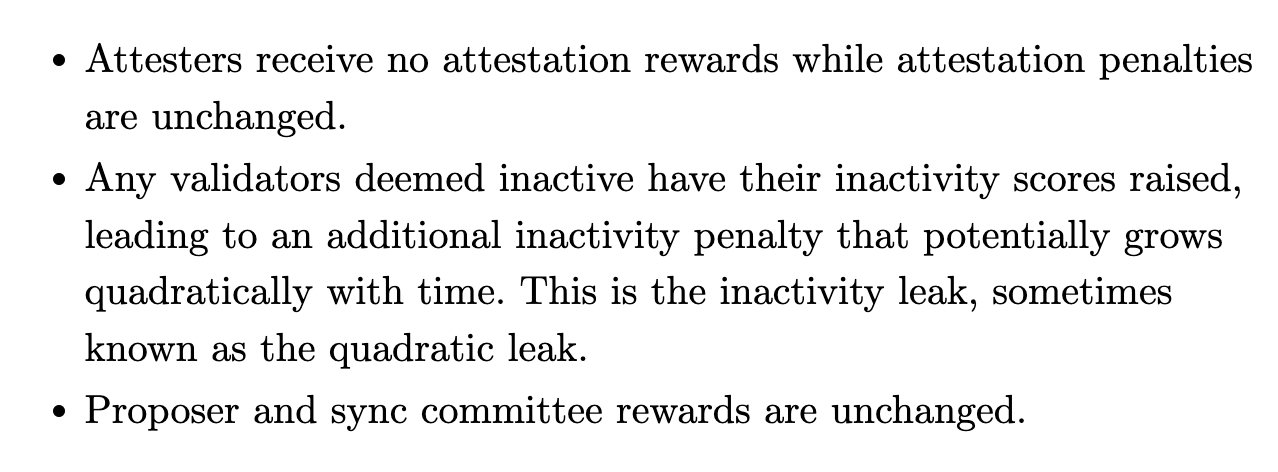 • Attesters receive no attestation rewards while attestation penalties
are unchanged.
• Any validators deemed inactive have their inactivity scores raised,
leading to an additional inactivity penalty that potentially grows
quadratically with time. This is the inactivity leak, sometimes
known as the quadratic leak.
• Proposer and sync committee rewards are unchanged.